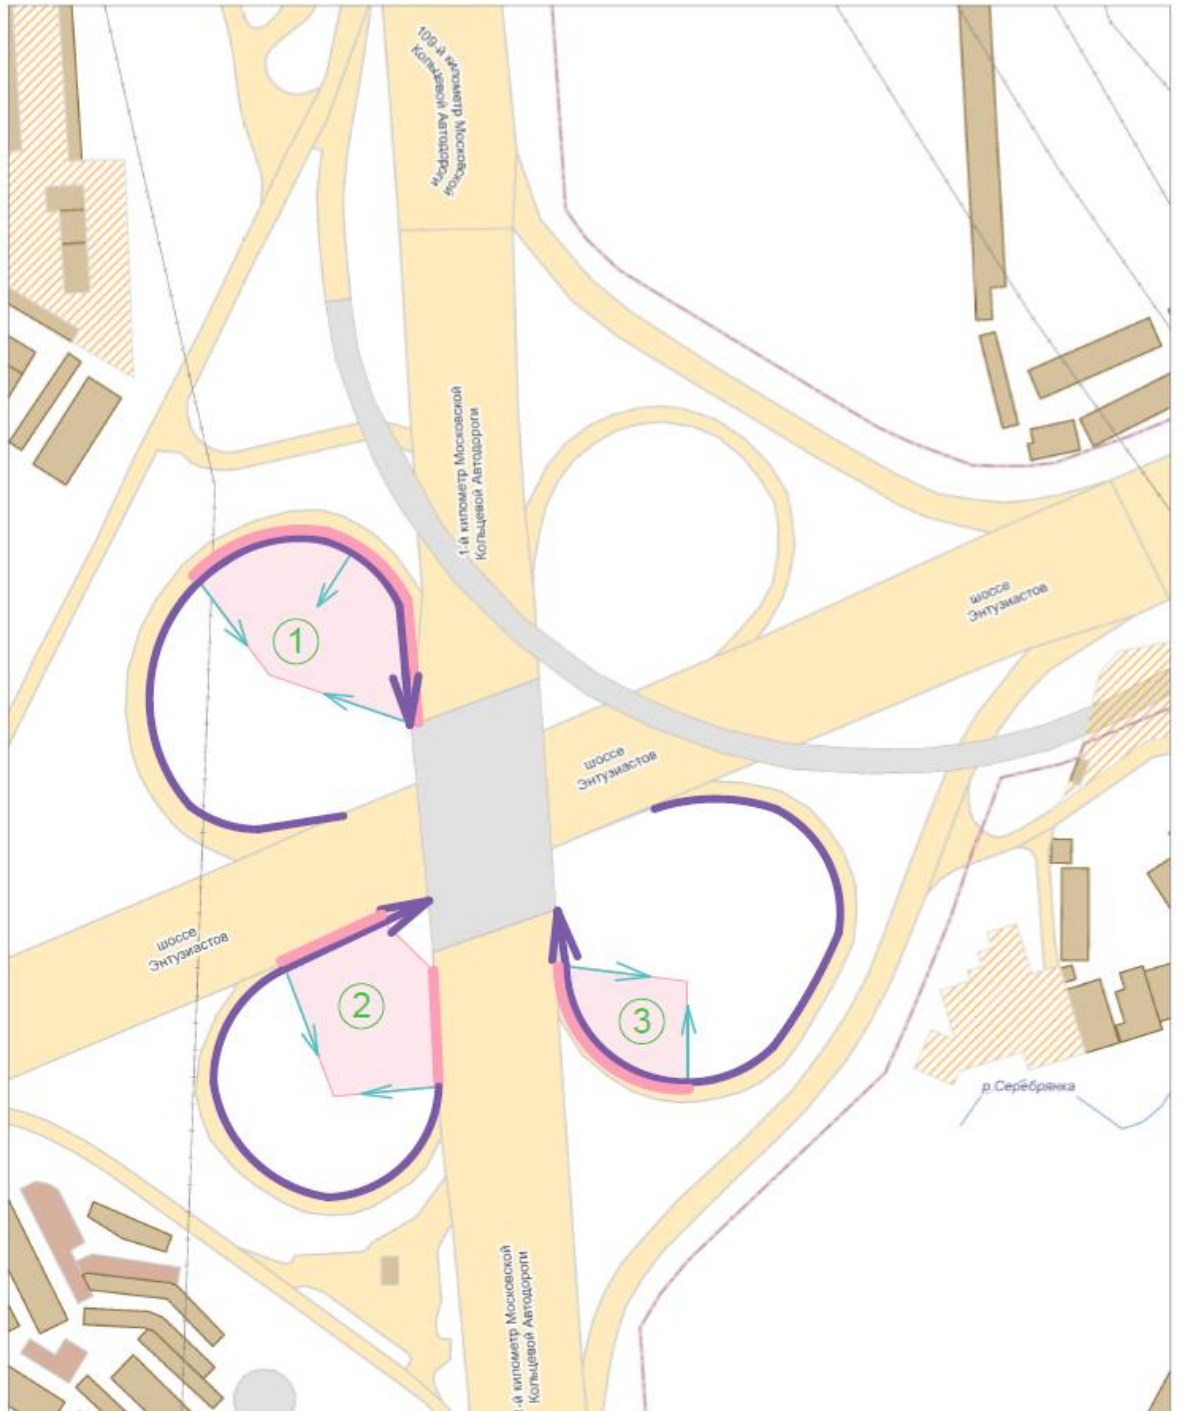 109-й километр Московской
Кольцевой Автодороги
1-й километр Московской
Кольцевой Автодороги
шоссе
Энтузиастов
1
шоссе
Энтузиастов
шоссе
Энтузиастов
2
3
р.Серебрянка
1-й километр Московской
Кольцевой Автодороги